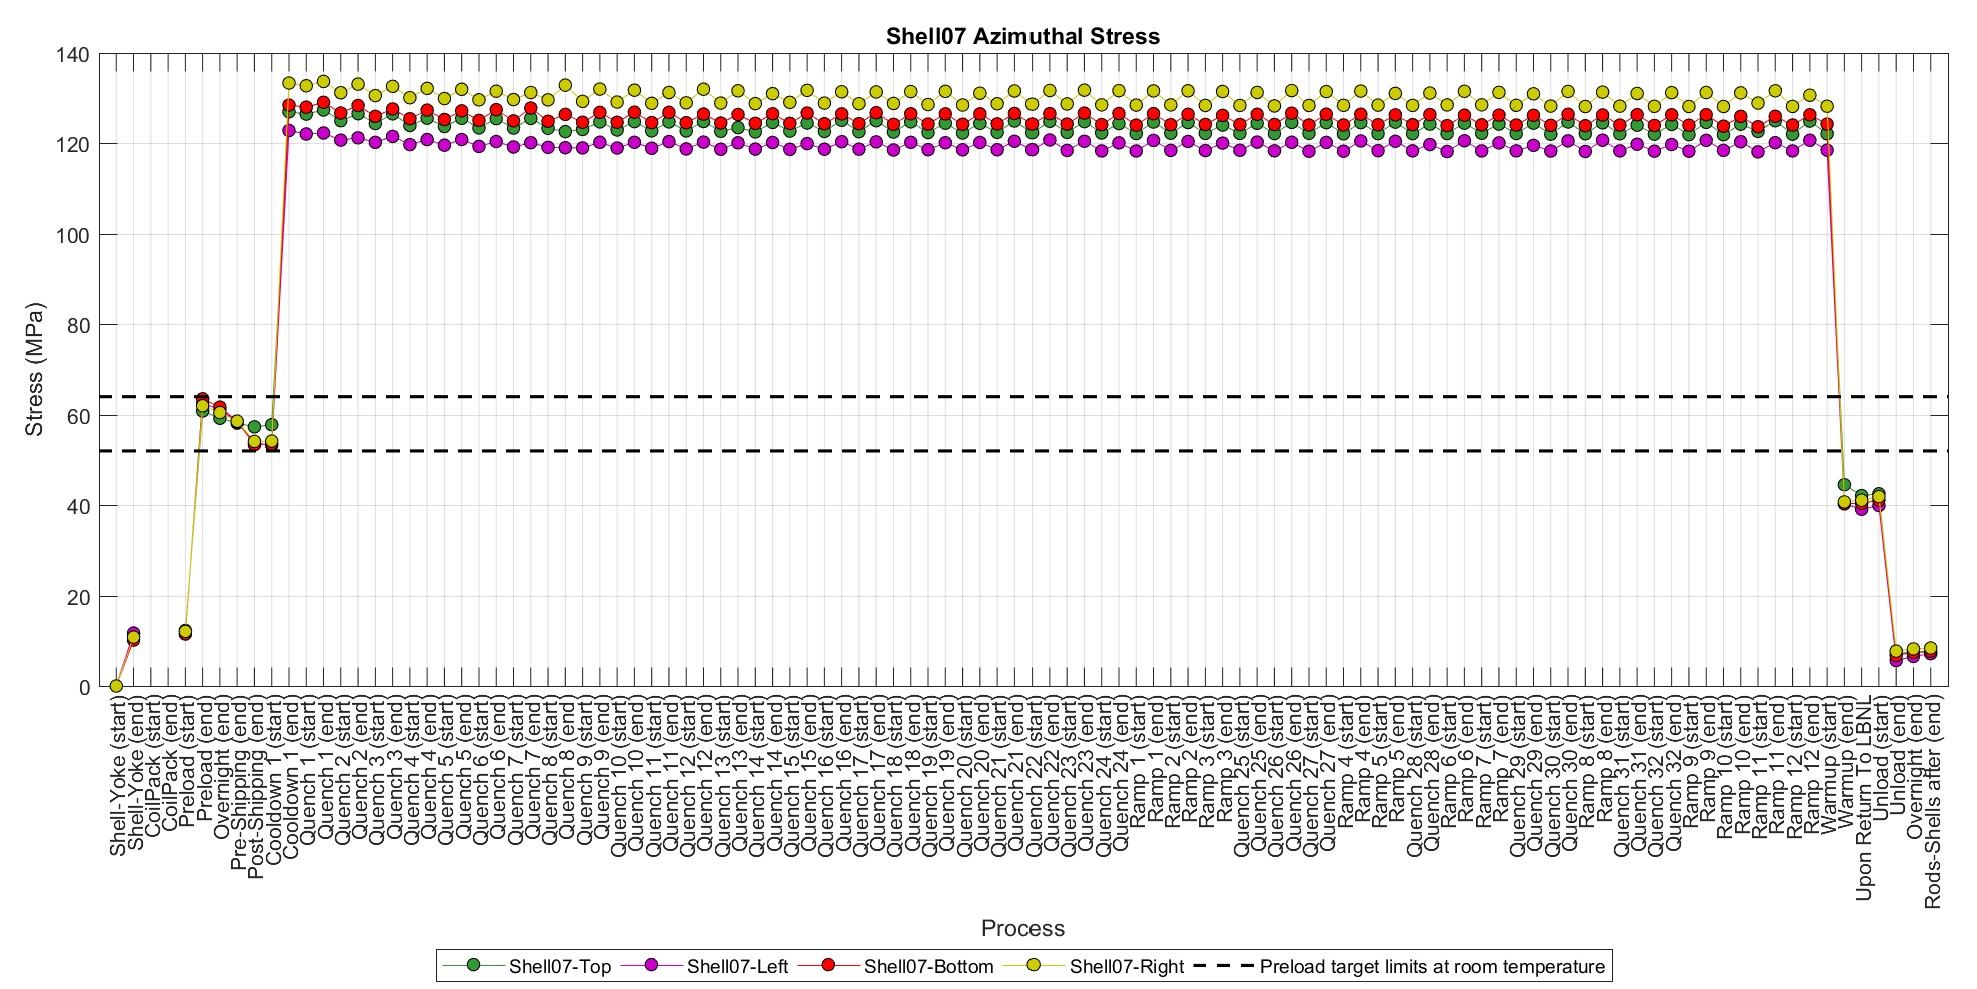 Shell07 Azimuthal Stress
Stress (MPa)
140
120
100
80
60
40
20
0
Shell-Yoke (start)
Shell-Yoke (end)
CoilPack (start)
CoilPack (end)
Preload (start)
Preload (end)
Overnight (end)
Pre-Shipping (end)
Post-Shipping (end)
Cooldown 1 (start)
Cooldown 1 (end)
Quench 1 (start)
Quench 1 (end)
Quench 2 (start)
Quench 2 (end)
Quench 3 (start)
Quench 3 (end)
Quench 4 (start)
Quench 4 (end)
Quench 5 (start)
Quench 5 (end)
Quench 6 (start)
Quench 6 (end)
Quench 7 (start)
Quench 7 (end)
Quench 8 (start)
Quench 8 (end)
Quench 9 (start)
Quench 9 (end)
Quench 10 (start)
Quench 10 (end)
Quench 11 (start)
Quench 11 (end)
Quench 12 (start)
Quench 12 (end)
Quench 13 (start)
Quench 13 (end)
Quench 14 (start)
Quench 14 (end)
Quench 15 (start)
Quench 15 (end)
Quench 16 (start)
Quench 16 (end)
Quench 17 (start)
Quench 17 (end)
Quench 18 (start)
Quench 18 (end)
Quench 19 (start)
Quench 19 (end)
Quench 20 (start)
Quench 20 (end)
Quench 21 (start)
Quench 21 (end)
Quench 22 (start)
Quench 22 (end)
Quench 23 (start)
Quench 23 (end)
Quench 24 (start)
Quench 24 (end)
Ramp 1 (start)
Ramp 1 (end)
Ramp 2 (start)
Ramp 2 (end)
Ramp 3 (start)
Ramp 3 (end)
Quench 25 (start)
Quench 25 (end)
Quench 26 (start)
Quench 26 (end)
Quench 27 (start)
Quench 27 (end)
Ramp 4 (start)
Ramp 4 (end)
Ramp 5 (start)
Ramp 5 (end)
Quench 28 (start)
Quench 28 (end)
Ramp 6 (start)
Ramp 6 (end)
Ramp 7 (start)
Ramp 7 (end)
Quench 29 (start)
Quench 29 (end)
Quench 30 (start)
Quench 30 (end)
Ramp 8 (start)
Ramp 8 (end)
Quench 31 (start)
Quench 31 (end)
Quench 32 (start)
Quench 32 (end)
Ramp 9 (start)
Ramp 9 (end)
Ramp 10 (start)
Ramp 10 (end)
Ramp 11 (start)
Ramp 11 (end)
Ramp 12 (start)
Ramp 12 (end)
Warmup (start)
Warmup (end)
Upon Return To LBNL
Unload (start)
Unload (end)
Overnight (end)
Rods-Shells after (end)
Process
Shell07-Top Shell07-Left Shell07-Bottom Shell07-Right Preload target limits at room temperature